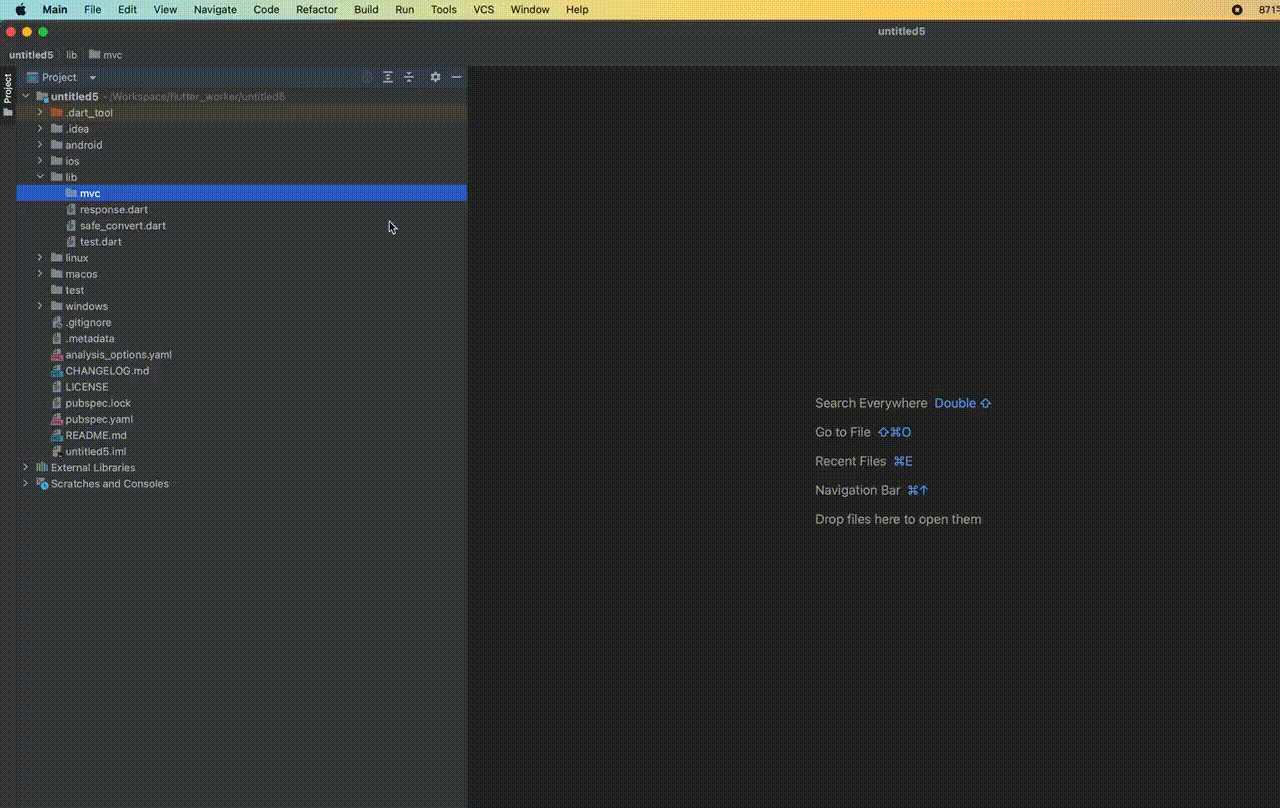 Main File Edit View Navigate Code Refactor Build Run Tools VCS Window Help
untitled5
untitled5 lib mvc
Project
Project
untitled5 ~/Workspace/flutter_worker/untitled5
.dart_tool
.idea
android
ios
lib
mvc
response.dart
safe_convert.dart
test.dart
linux
macos
test
windows
.gitignore
.metadata
analysis_options.yaml
CHANGELOG.md
LICENSE
pubspec.lock
pubspec.yaml
README.md
untitled5.iml
External Libraries
Scratches and Consoles
Search Everywhere Double ⇧
Go to File ⇧⌘O
Recent Files ⌘E
Navigation Bar ⌘↑
Drop files here to open them